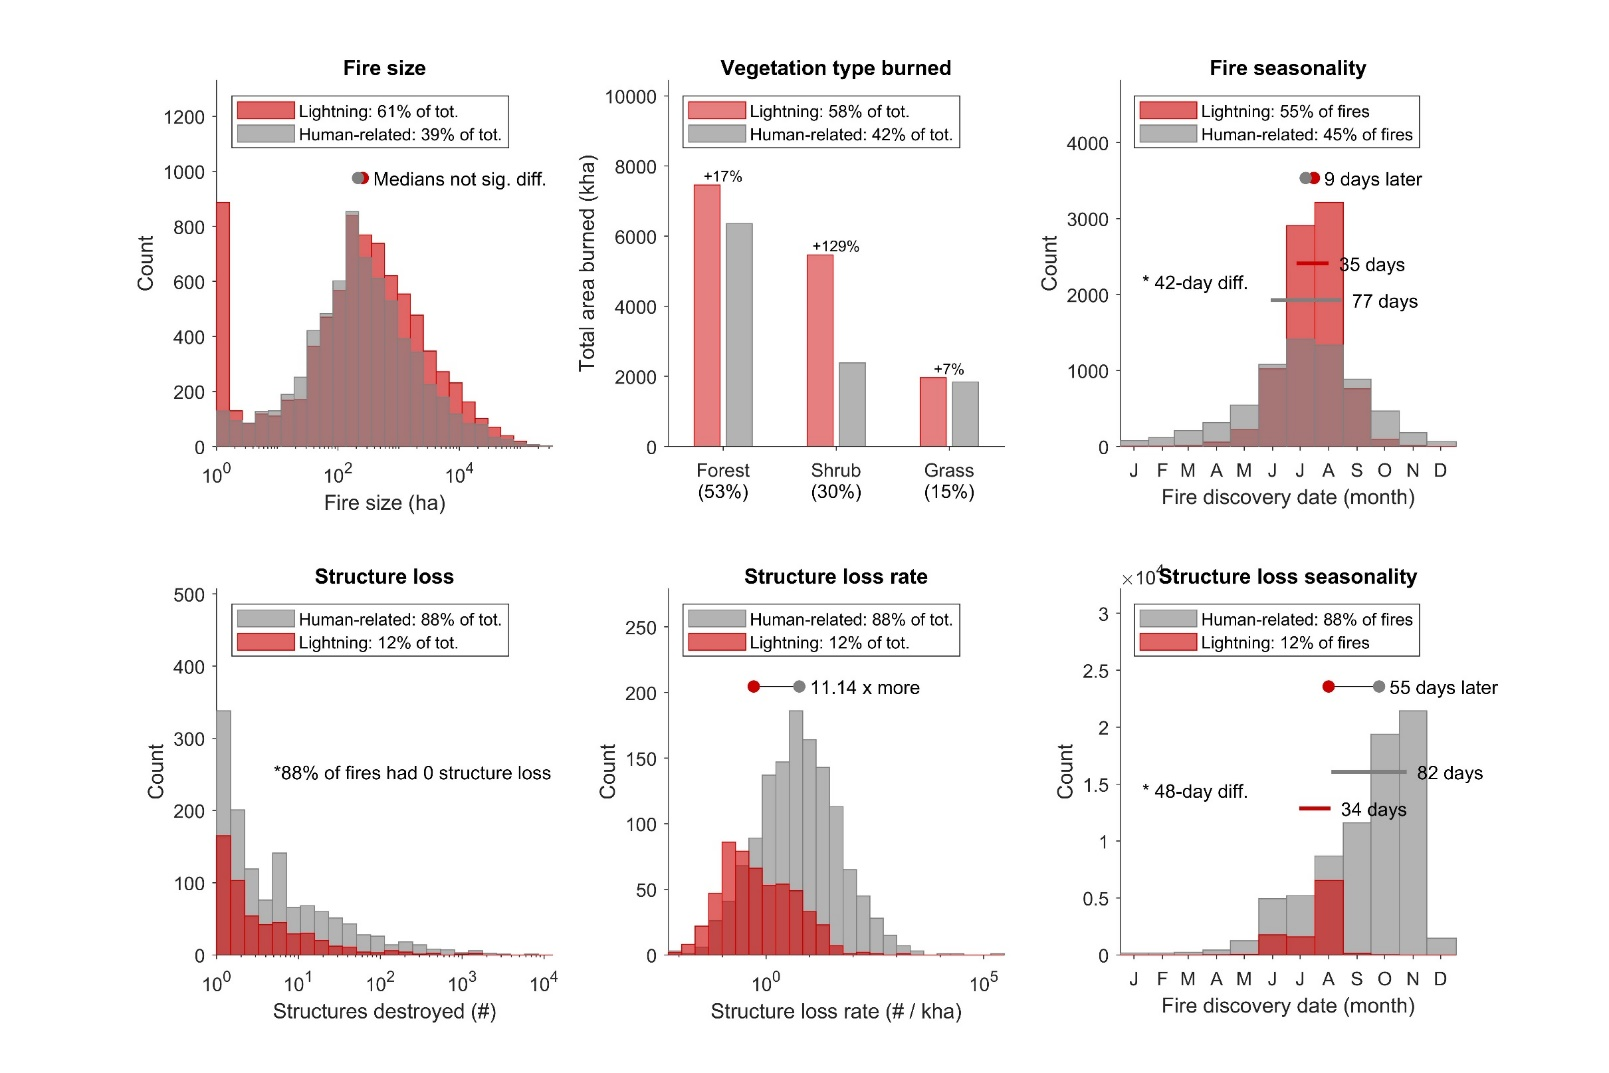 Fire size
Lightning: 61% of tot.
Human-related: 39% of tot.
Medians not sig. diff.
1200
1000
800
600
400
200
0
Count
10^0
10^2
10^4
Fire size (ha)
Vegetation type burned
Lightning: 58% of tot.
Human-related: 42% of tot.
10000
8000
6000
4000
2000
0
Total area burned (kha)
+17%
+129%
+7%
Forest
(53%)
Shrub
(30%)
Grass
(15%)
Fire seasonality
Lightning: 55% of fires
Human-related: 45% of fires
9 days later
35 days
* 42-day diff.
77 days
4000
3000
2000
1000
0
Count
J F M A M J J A S O N D
Fire discovery date (month)
Structure loss
Human-related: 88% of tot.
Lightning: 12% of tot.
*88% of fires had 0 structure loss
500
400
300
200
100
0
Count
10^0
10^1
10^2
10^3
10^4
Structures destroyed (#)
Structure loss rate
Human-related: 88% of tot.
Lightning: 12% of tot.
11.14 x more
250
200
150
100
50
0
Count
10^0
10^5
Structure loss rate (# / kha)
×10^4
Structure loss seasonality
Human-related: 88% of fires
Lightning: 12% of fires
55 days later
82 days
* 48-day diff.
34 days
3
2.5
2
1.5
1
0.5
0
Count
J F M A M J J A S O N D
Fire discovery date (month)